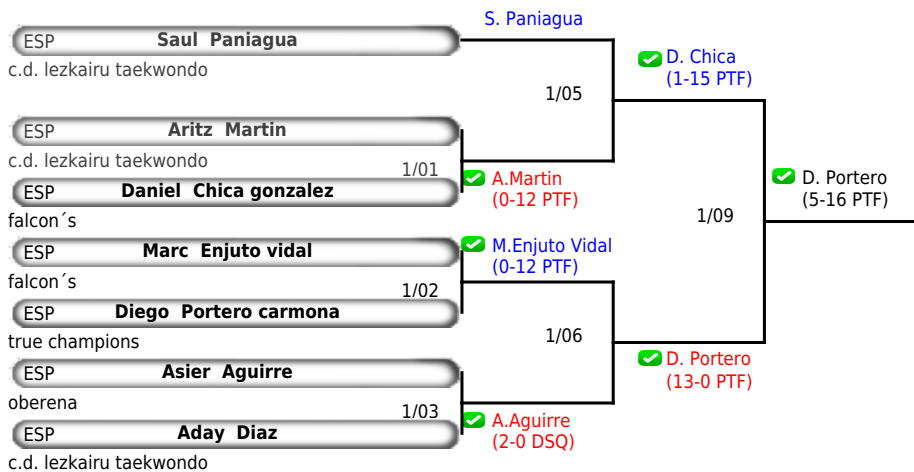 S. Paniagua
ESP Saul Paniagua
c.d. lezkairu taekwondo
D. Chica
(1-15 PTF)
1/05
ESP Aritz Martin
c.d. lezkairu taekwondo
1/01
A.Martin
(0-12 PTF)
ESP Daniel Chica gonzalez
falcon´s
D. Portero
(5-16 PTF)
1/09
ESP Marc Enjuto vidal
falcon´s
M.Enjuto Vidal
(0-12 PTF)
1/02
ESP Diego Portero carmona
true champions
1/06
D. Portero
(13-0 PTF)
ESP Asier Aguirre
oberena
1/03
A.Aguirre
(2-0 DSQ)
ESP Aday Diaz
c.d. lezkairu taekwondo